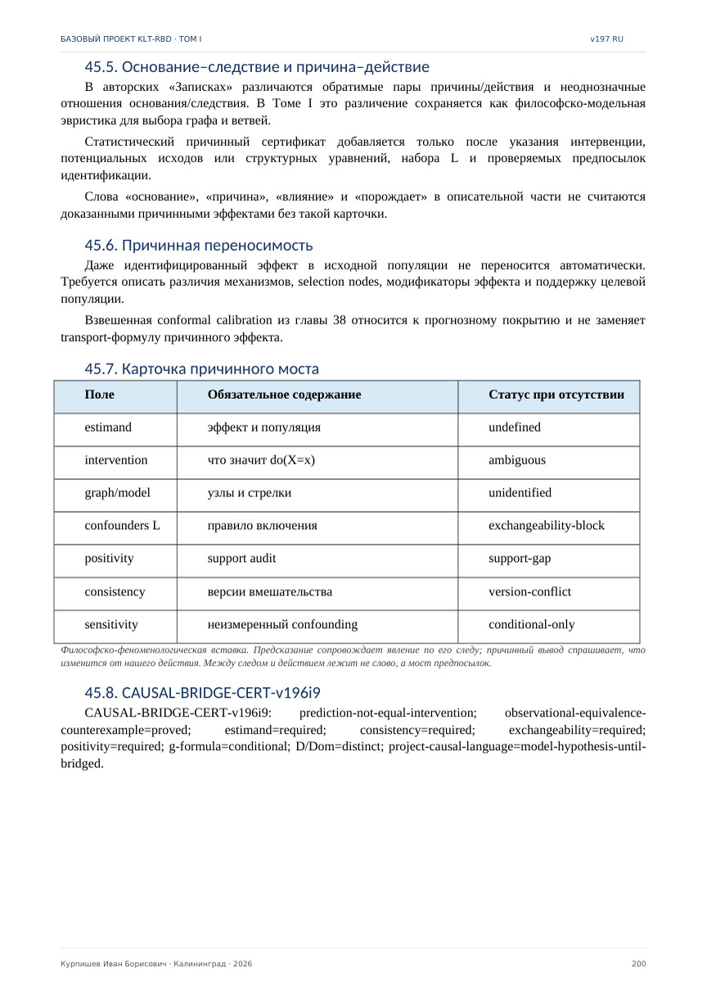 БАЗОВЫЙ ПРОЕКТ KLT-RBD · ТОМ I v197 RU
45.5. Основание–следствие и причина–действие
В авторских «Записках» различаются обратимые пары причины/действия и неоднозначные
отношения основания/следствия. В Томе I это различение сохраняется как философско-модельная
эвристика для выбора графа и ветвей.
Статистический причинный сертификат добавляется только после указания интервенции,
потенциальных исходов или структурных уравнений, набора L и проверяемых предпосылок
идентификации.
Слова «основание», «причина», «влияние» и «порождает» в описательной части не считаются
доказанными причинными эффектами без такой карточки.
45.6. Причинная переносимость
Даже идентифицированный эффект в исходной популяции не переносится автоматически.
Требуется описать различия механизмов, selection nodes, модификаторы эффекта и поддержку целевой
популяции.
Взвешенная conformal calibration из главы 38 относится к прогнозному покрытию и не заменяет
transport-формулу причинного эффекта.
45.7. Карточка причинного моста
Поле Обязательное содержание Статус при отсутствии
estimand эффект и популяция undefined
intervention что значит do(X=x) ambiguous
graph/model узлы и стрелки unidentified
confounders L правило включения exchangeability-block
positivity support audit support-gap
consistency версии вмешательства version-conflict
sensitivity неизмеренный confounding conditional-only
Философско-феноменологическая вставка. Предсказание сопровождает явление по его следу; причинный вывод спрашивает, что
изменится от нашего действия. Между следом и действием лежит не слово, а мост предпосылок.
45.8. CAUSAL-BRIDGE-CERT-v196i9
CAUSAL-BRIDGE-CERT-v196i9: prediction-not-equal-intervention; observational-equivalence-
counterexample=proved; estimand=required; consistency=required; exchangeability=required;
positivity=required; g-formula=conditional; D/Dom=distinct; project-causal-language=model-hypothesis-until-
bridged.
Курпишев Иван Борисович · Калининград · 2026 200